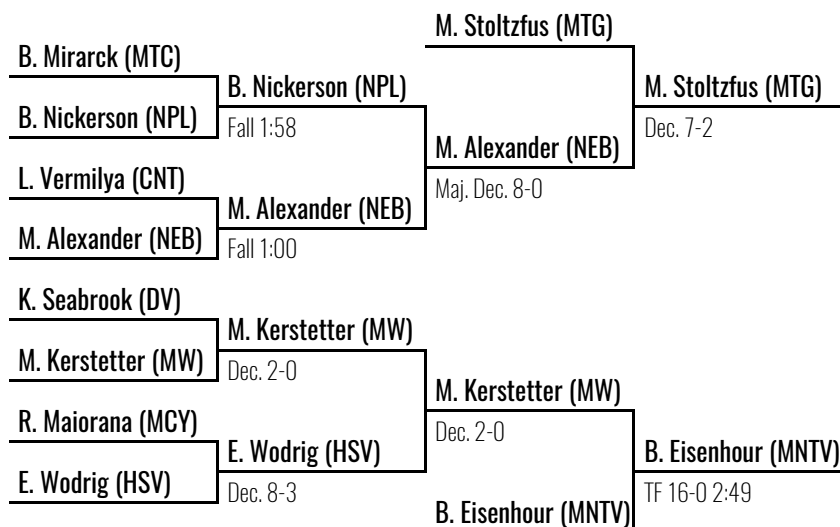 M. Stoltzfus (MTG)
B. Mirarck (MTC)
B. Nickerson (NPL)
M. Stoltzfus (MTG)
B. Nickerson (NPL)
Fall 1:58
Dec. 7-2
M. Alexander (NEB)
L. Vermilya (CNT)
Maj. Dec. 8-0
M. Alexander (NEB)
M. Alexander (NEB)
Fall 1:00
K. Seabrook (DV)
M. Kerstetter (MW)
M. Kerstetter (MW)
Dec. 2-0
M. Kerstetter (MW)
R. Maiorana (MCY)
Dec. 2-0
E. Wodrig (HSV)
B. Eisenhour (MNTV)
E. Wodrig (HSV)
Dec. 8-3
TF 16-0 2:49
B. Eisenhour (MNTV)